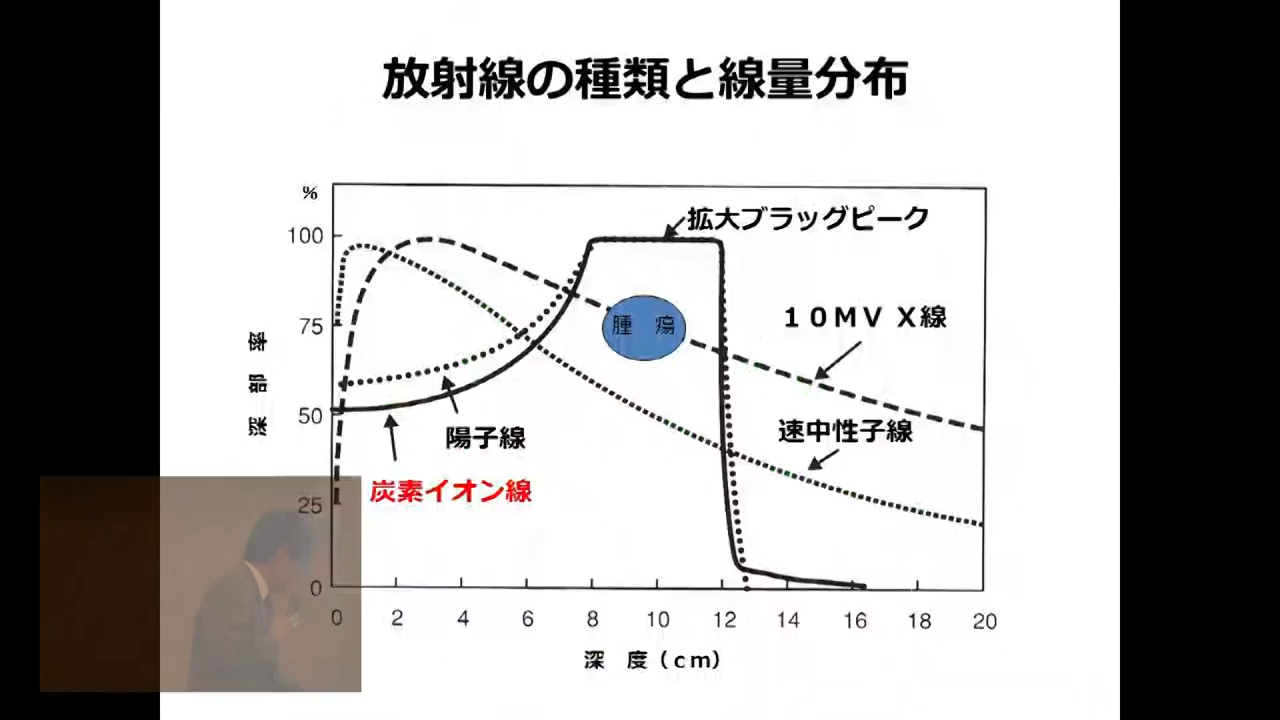 放射線の種類と線量分布
%
拡大ブラッグピーク
100
75
50
25
0
深部率
腫 瘍
10MV X線
速中性子線
陽子線
炭素イオン線
0 2 4 6 8 10 12 14 16 18 20
深 度(cm)